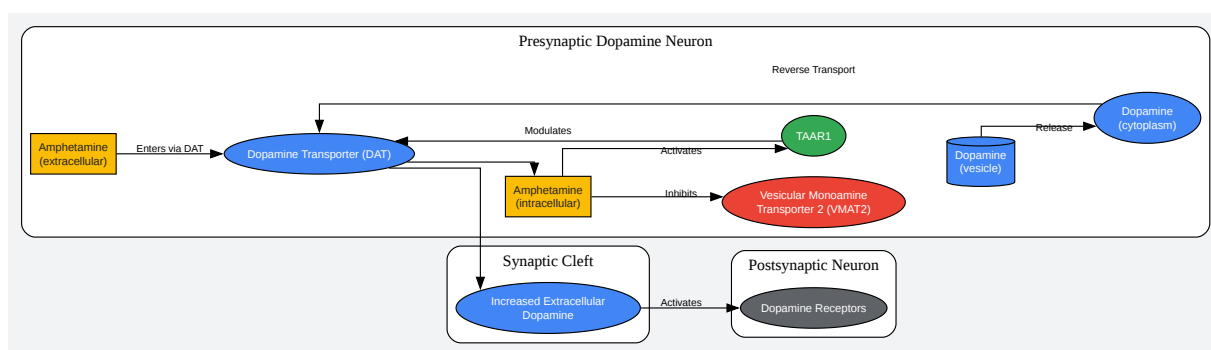 Presynaptic Dopamine Neuron
Reverse Transport
Dopamine
(cytoplasm)
Modulates
TAAR1
Release
Amphetamine
(extracellular)
Enters via DAT
Dopamine Transporter (DAT)
Activates
Dopamine
(vesicle)
Amphetamine
(intracellular)
Inhibits
Vesicular Monoamine
Transporter 2 (VMAT2)
Synaptic Cleft
Postsynaptic Neuron
Increased Extracellular
Dopamine
Activates
Dopamine Receptors